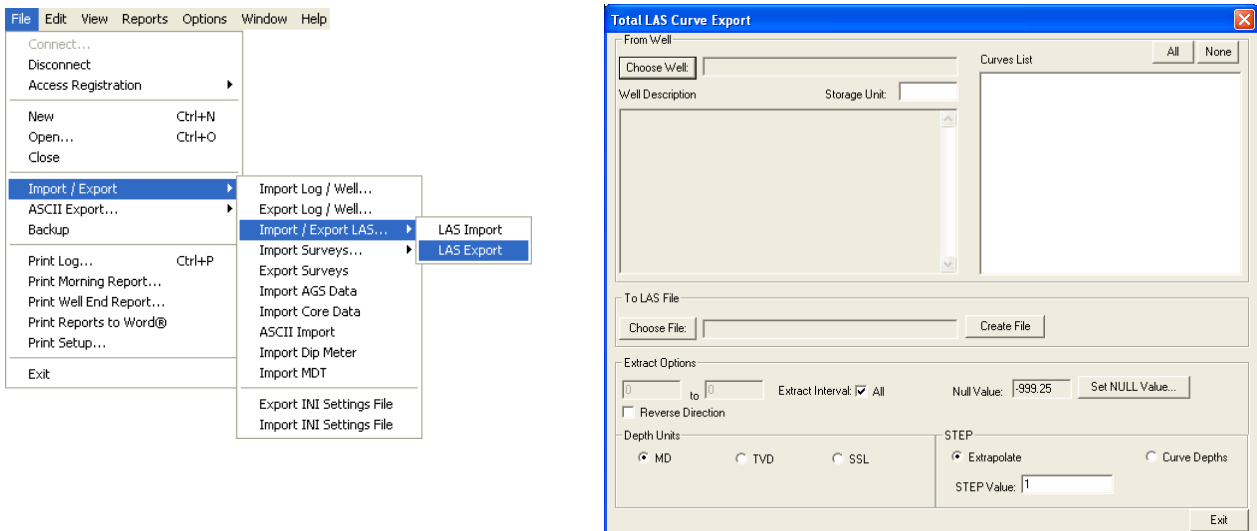 File Edit View Reports Options Window Help
Connect...
Disconnect
Access Registration
New Ctrl+N
Open... Ctrl+O
Close
Import / Export
ASCII Export...
Backup
Print Log... Ctrl+P
Print Morning Report...
Print Well End Report...
Print Reports to Word®
Print Setup...
Exit
Import Log / Well...
Export Log / Well...
Import / Export LAS...
Import Surveys...
Export Surveys
Import AGS Data
Import Core Data
ASCII Import
Import Dip Meter
Import MDT
Export INI Settings File
Import INI Settings File
LAS Import
LAS Export
Total LAS Curve Export
From Well
Choose Well:
Curves List
All None
Well Description Storage Unit:
To LAS File
Choose File: Create File
Extract Options
0 to 0 Extract Interval: All Null Value: -999.25 Set NULL Value...
Reverse Direction
Depth Units
MD TVD SSL
STEP
Extrapolate Curve Depths
STEP Value: 1
Exit